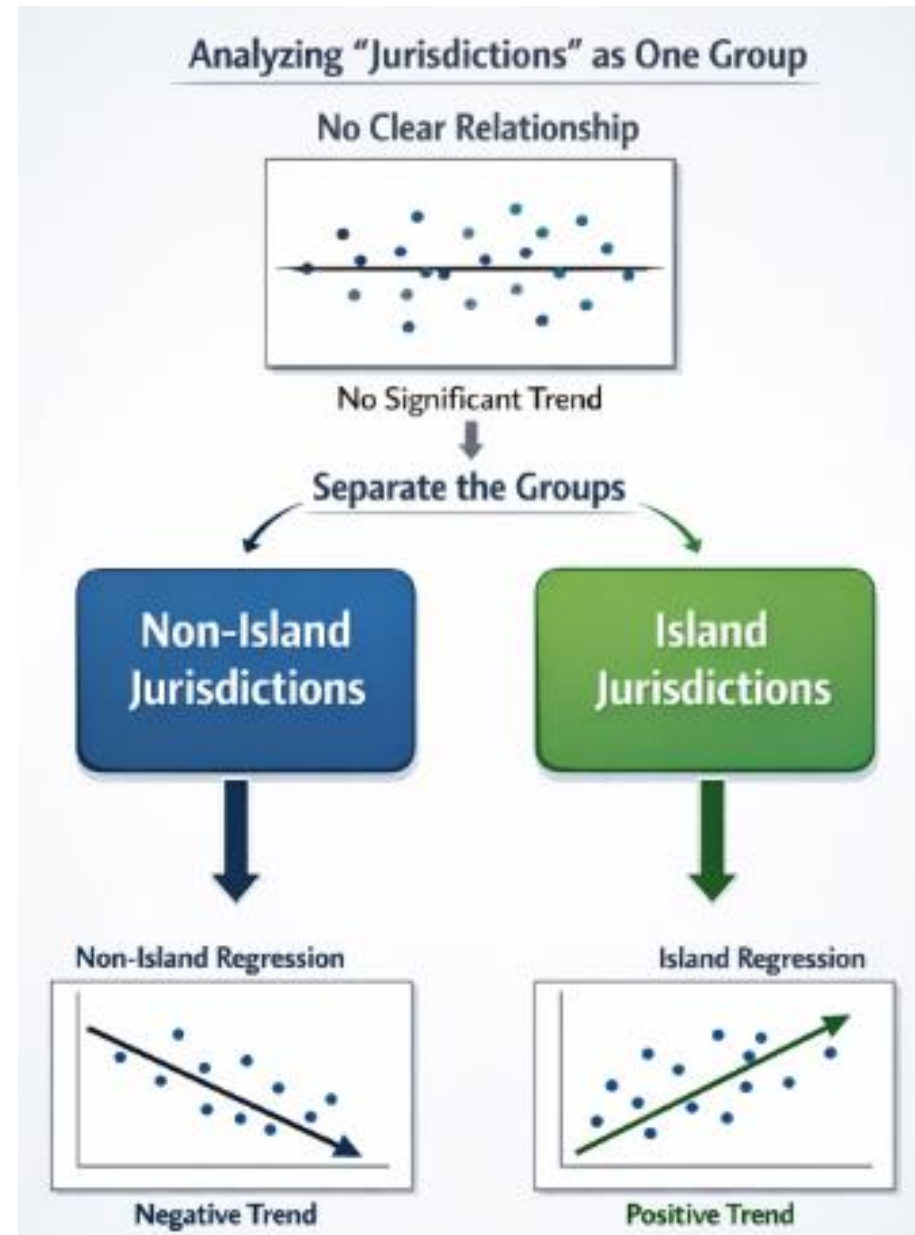 Analyzing “Jurisdictions” as One Group
No Clear Relationship
No Significant Trend
Separate the Groups
Non-Island
Jurisdictions
Island
Jurisdictions
Non-Island Regression
Negative Trend
Island Regression
Positive Trend